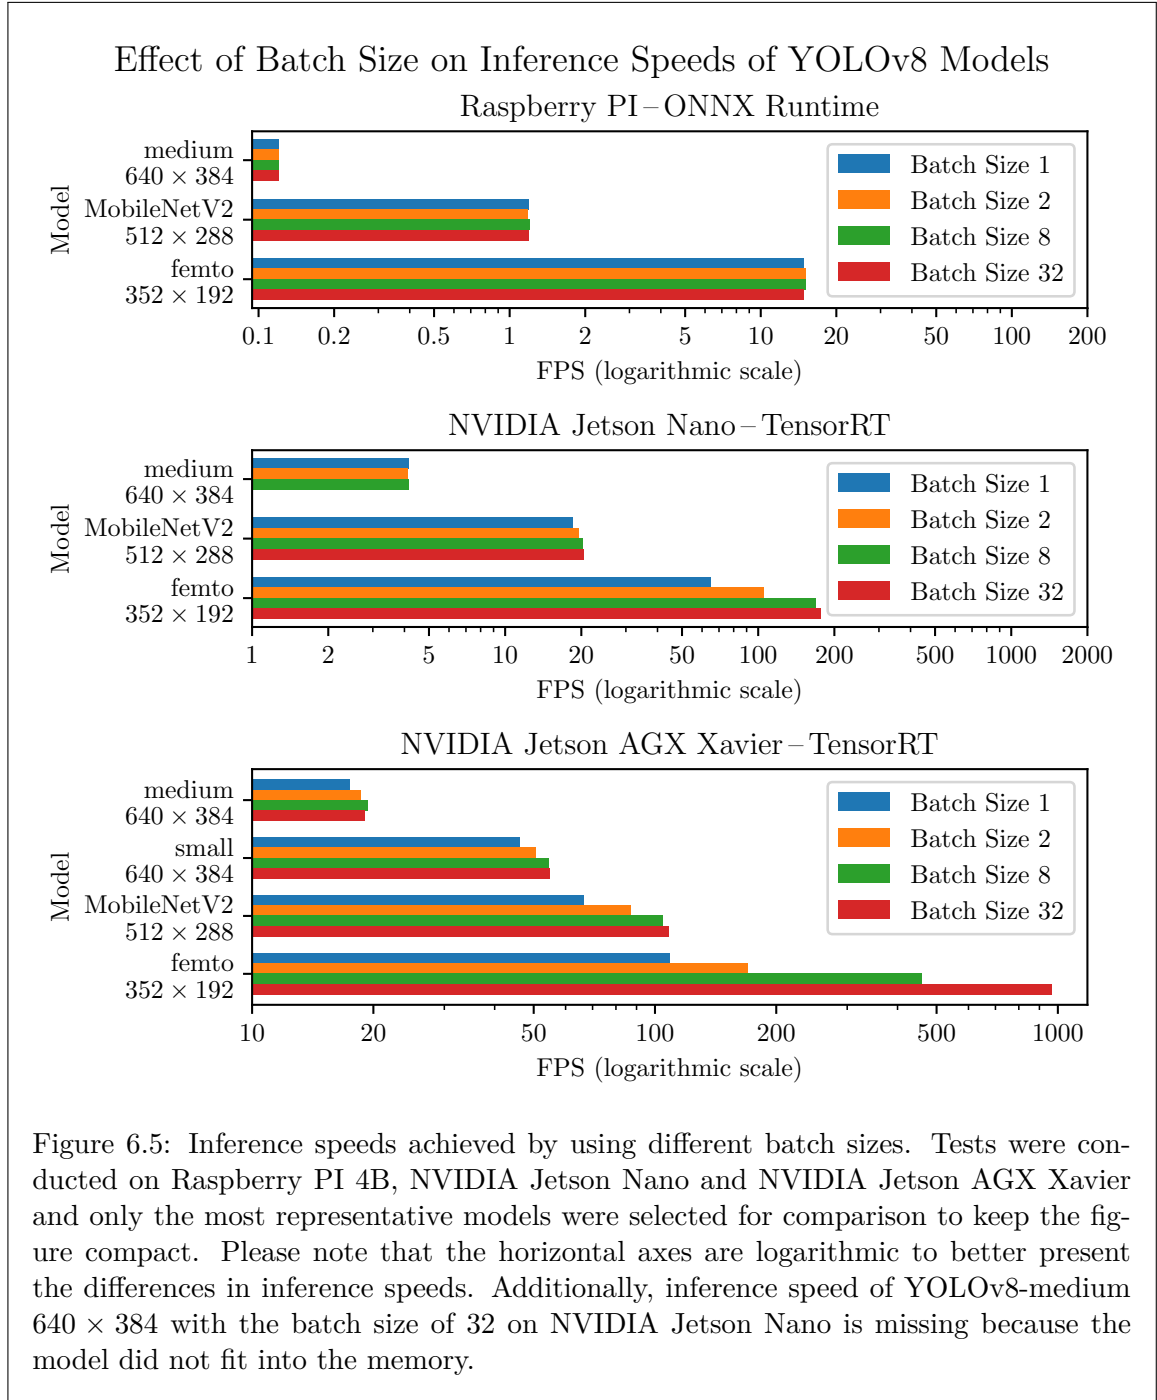 Effect of Batch Size on Inference Speeds of YOLOv8 Models
Raspberry PI – ONNX Runtime
Model
medium
640 × 384
MobileNetV2
512 × 288
femto
352 × 192
Batch Size 1
Batch Size 2
Batch Size 8
Batch Size 32
0.1 0.2 0.5 1 2 5 10 20 50 100 200
FPS (logarithmic scale)
NVIDIA Jetson Nano – TensorRT
Model
medium
640 × 384
MobileNetV2
512 × 288
femto
352 × 192
Batch Size 1
Batch Size 2
Batch Size 8
Batch Size 32
1 2 5 10 20 50 100 200 500 1000 2000
FPS (logarithmic scale)
NVIDIA Jetson AGX Xavier – TensorRT
Model
medium
640 × 384
small
640 × 384
MobileNetV2
512 × 288
femto
352 × 192
Batch Size 1
Batch Size 2
Batch Size 8
Batch Size 32
10 20 50 100 200 500 1000
FPS (logarithmic scale)
Figure 6.5: Inference speeds achieved by using different batch sizes. Tests were con-
ducted on Raspberry PI 4B, NVIDIA Jetson Nano and NVIDIA Jetson AGX Xavier
and only the most representative models were selected for comparison to keep the fig-
ure compact. Please note that the horizontal axes are logarithmic to better present
the differences in inference speeds. Additionally, inference speed of YOLOv8-medium
640 × 384 with the batch size of 32 on NVIDIA Jetson Nano is missing because the
model did not fit into the memory.